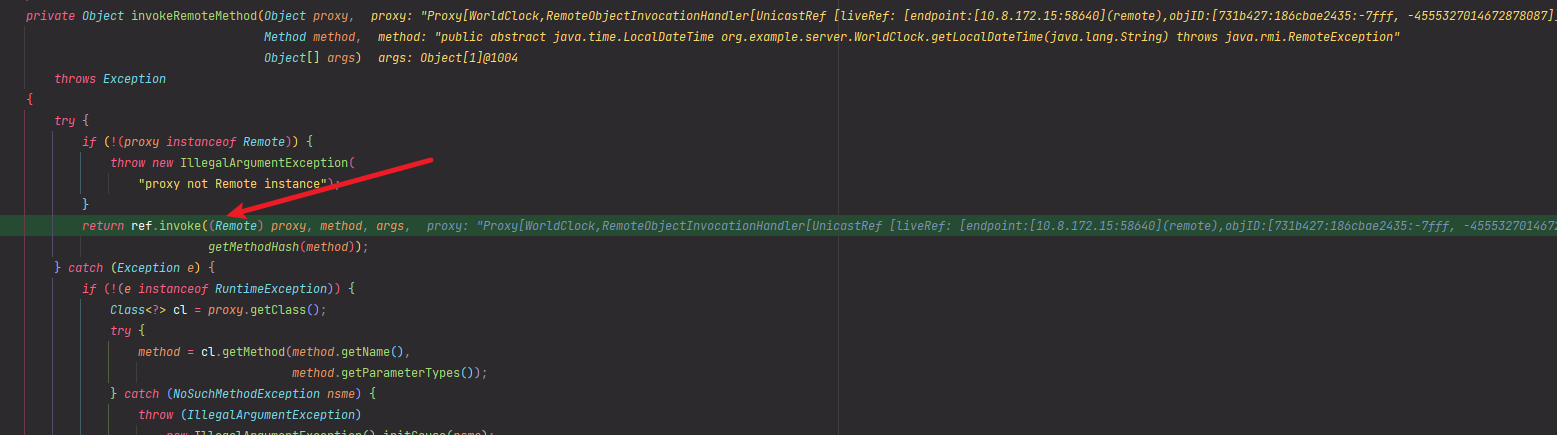 private Object invokeRemoteMethod(Object proxy,  proxy: "Proxy[WorldClock,RemoteObjectInvocationHandler[UnicastRef [liveRef: [endpoint:[10.8.172.15:58640](remote),objID:[731b427:186cbae2435:-7fff, -4555327014672878087]]
Method method,  method: "public abstract java.time.LocalDateTime org.example.server.WorldClock.getLocalDateTime(java.lang.String) throws java.rmi.RemoteException"
Object[] args)  args: Object[1]@1004
throws Exception
{
try {
if (!(proxy instanceof Remote)) {
throw new IllegalArgumentException(
"proxy not Remote instance");
}
return ref.invoke((Remote) proxy, method, args,  proxy: "Proxy[WorldClock,RemoteObjectInvocationHandler[UnicastRef [liveRef: [endpoint:[10.8.172.15:58640](remote),objID:[731b427:186cbae2435:-7fff, -4555327014672
getMethodHash(method));
} catch (Exception e) {
if (!(e instanceof RuntimeException)) {
Class<?> cl = proxy.getClass();
try {
method = cl.getMethod(method.getName(),
method.getParameterTypes());
} catch (NoSuchMethodException nsme) {
throw (IllegalArgumentException)
new IllegalArgumentException().initCause(nsme);